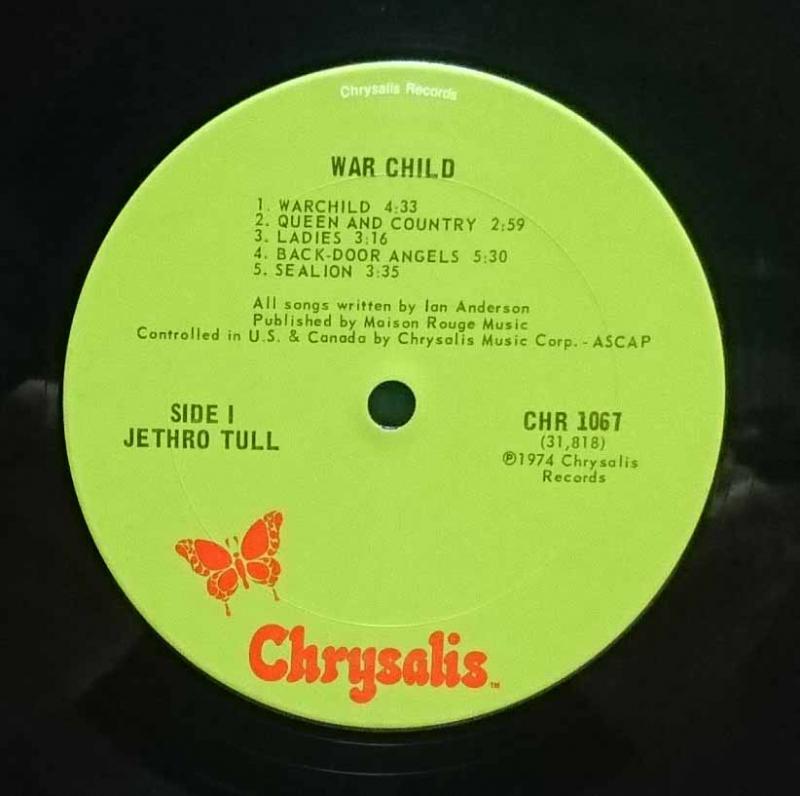 Chrysalis Records
WAR CHILD
1. WARCHILD 4:33
2. QUEEN AND COUNTRY 2:59
3. LADIES 3:16
4. BACK-DOOR ANGELS 5:30
5. SEALION 3:35
All songs written by Ian Anderson
Published by Maison Rouge Music
Controlled in U.S. & Canada by Chrysalis Music Corp. - ASCAP
SIDE I
JETHRO TULL
CHR 1067
(31,818)
℗1974 Chrysalis
Records
Chrysalis™